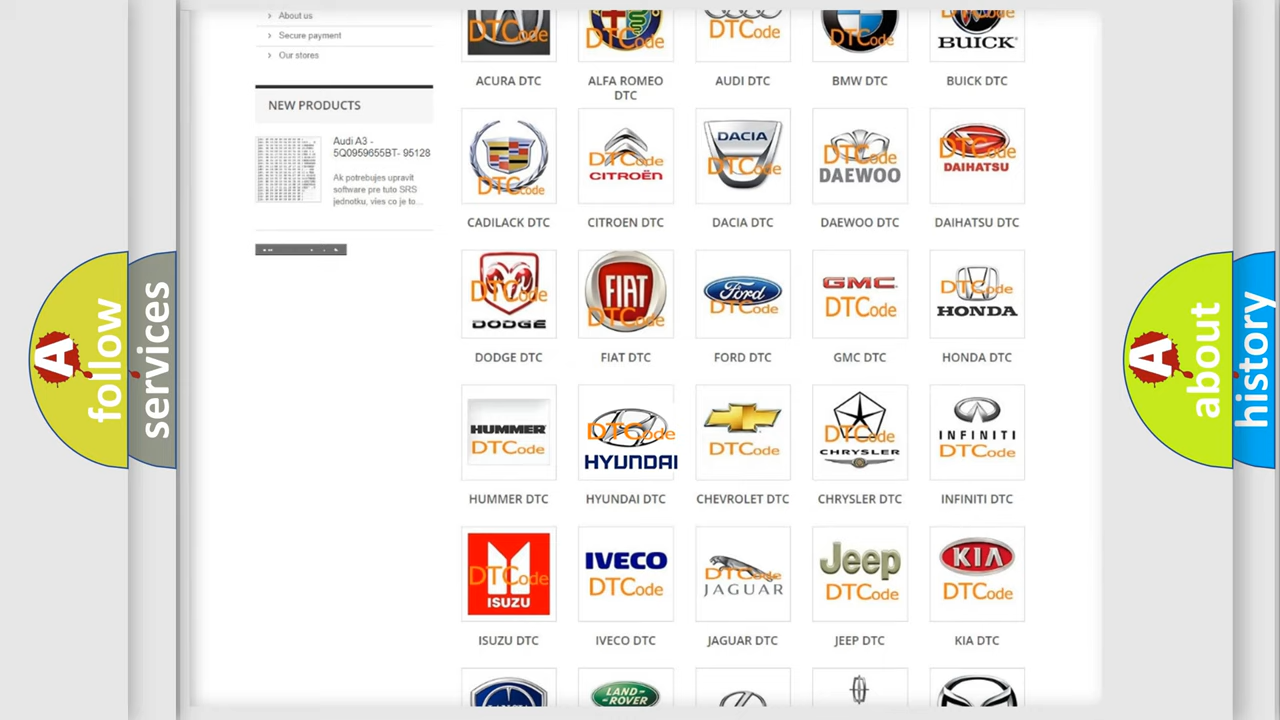 About us
Secure payment
Our stores
NEW PRODUCTS
Audi A3 -
5Q0959655BT- 95128
Ak potrebujes upravit
software pre tuto SRS
jednotku, vies co je to...
DTCode
DTCode
DTCode
DTCode
BUICK
ACURA DTC
ALFA ROMEO
DTC
AUDI DTC
BMW DTC
BUICK DTC
DTCode
DTCode
CITROËN
DACIA
DTCode
DTCode
DAEWOO
DTCode
DAIHATSU
CADILACK DTC
CITROEN DTC
DACIA DTC
DAEWOO DTC
DAIHATSU DTC
DTCode
DODGE
FIAT
DTCode
Ford
DTCode
GMC
DTCode
DTCode
HONDA
DODGE DTC
FIAT DTC
FORD DTC
GMC DTC
HONDA DTC
HUMMER
DTCode
DTCode
HYUNDAI
DTCode
DTCode
CHRYSLER
INFINITI
DTCode
HUMMER DTC
HYUNDAI DTC
CHEVROLET DTC
CHRYSLER DTC
INFINITI DTC
DTCode
ISUZU
IVECO
DTCode
DTCode
JAGUAR
Jeep
DTCode
KIA
DTCode
ISUZU DTC
IVECO DTC
JAGUAR DTC
JEEP DTC
KIA DTC
LAND-
ROVER
A
follow
services
A
about
history